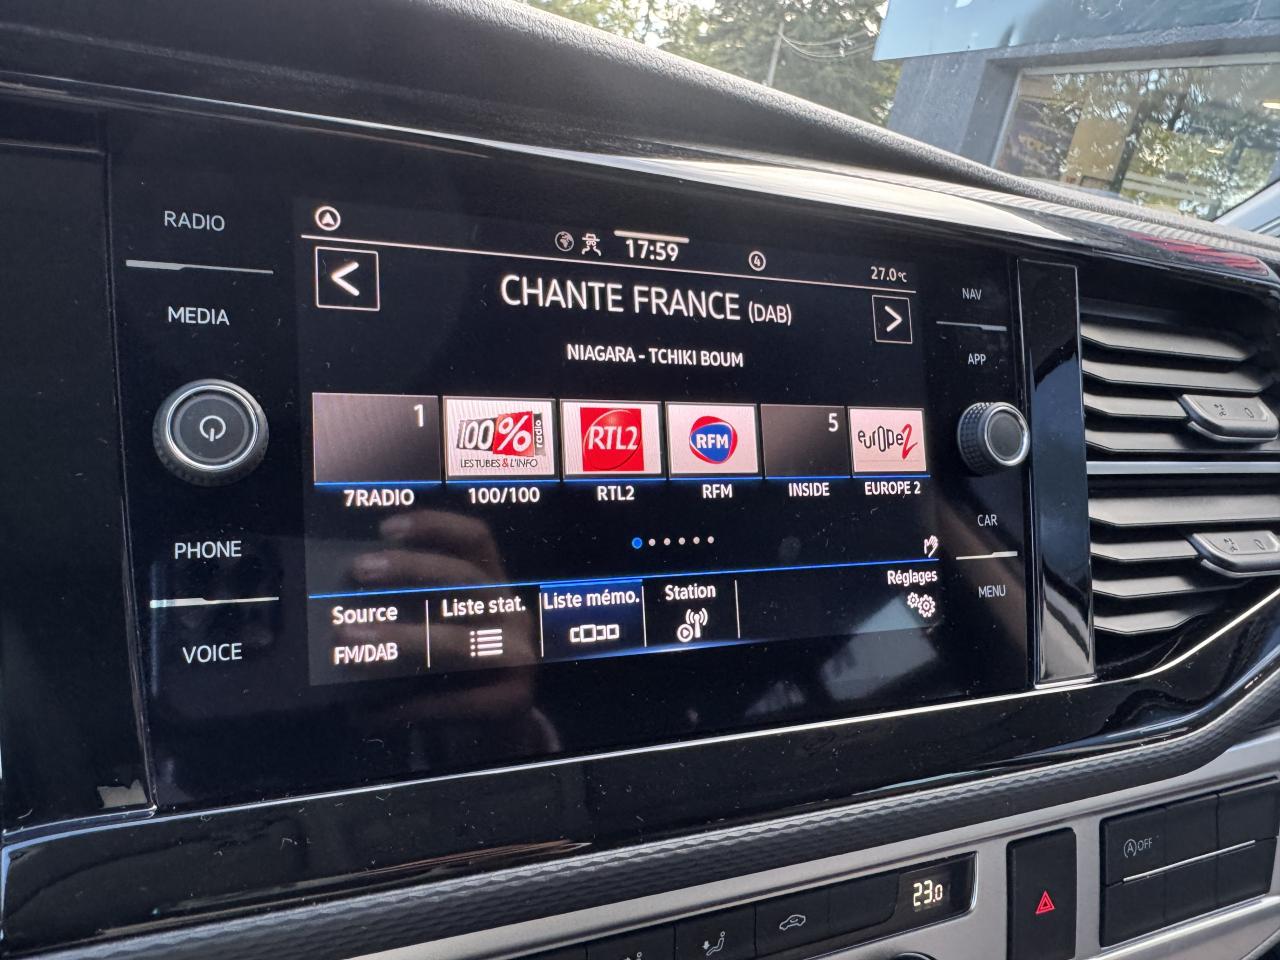 RADIO
MEDIA
PHONE
VOICE
17:59
4
27.0°C
CHANTE FRANCE (DAB)
NIAGARA - TCHIKI BOUM
1
100% radio
LES TUBES & L'INFO
RTL2
RFM
5
europe2
7RADIO
100/100
RTL2
RFM
INSIDE
EUROPE 2
Source
FM/DAB
Liste stat.
Liste mémo.
Station
Réglages
NAV
APP
CAR
MENU
23.0
A OFF